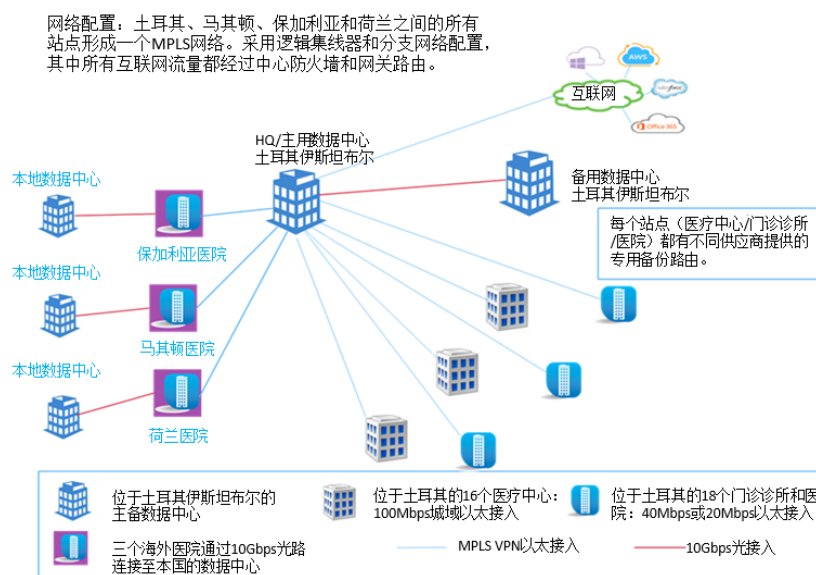 网络配置：土耳其、马其顿、保加利亚和荷兰之间的所有
站点形成一个MPLS网络。采用逻辑集线器和分支网络配置，
其中所有互联网流量都经过中心防火墙和网关路由。
AWS
互联网
salesforce
Office 365
HQ/主用数据中心
土耳其伊斯坦布尔
备用数据中心
土耳其伊斯坦布尔
本地数据中心
保加利亚医院
每个站点（医疗中心/门诊诊所
/医院）都有不同供应商提供的
专用备份路由。
本地数据中心
马其顿医院
本地数据中心
荷兰医院
位于土耳其伊斯坦布尔的
主备数据中心
位于土耳其的16个医疗中心：
100Mbps城域以太接入
位于土耳其的18个门诊诊所和医
院：40Mbps或20Mbps以太接入
三个海外医院通过10Gbps光路
连接至本国的数据中心
MPLS VPN以太接入
10Gbps光接入